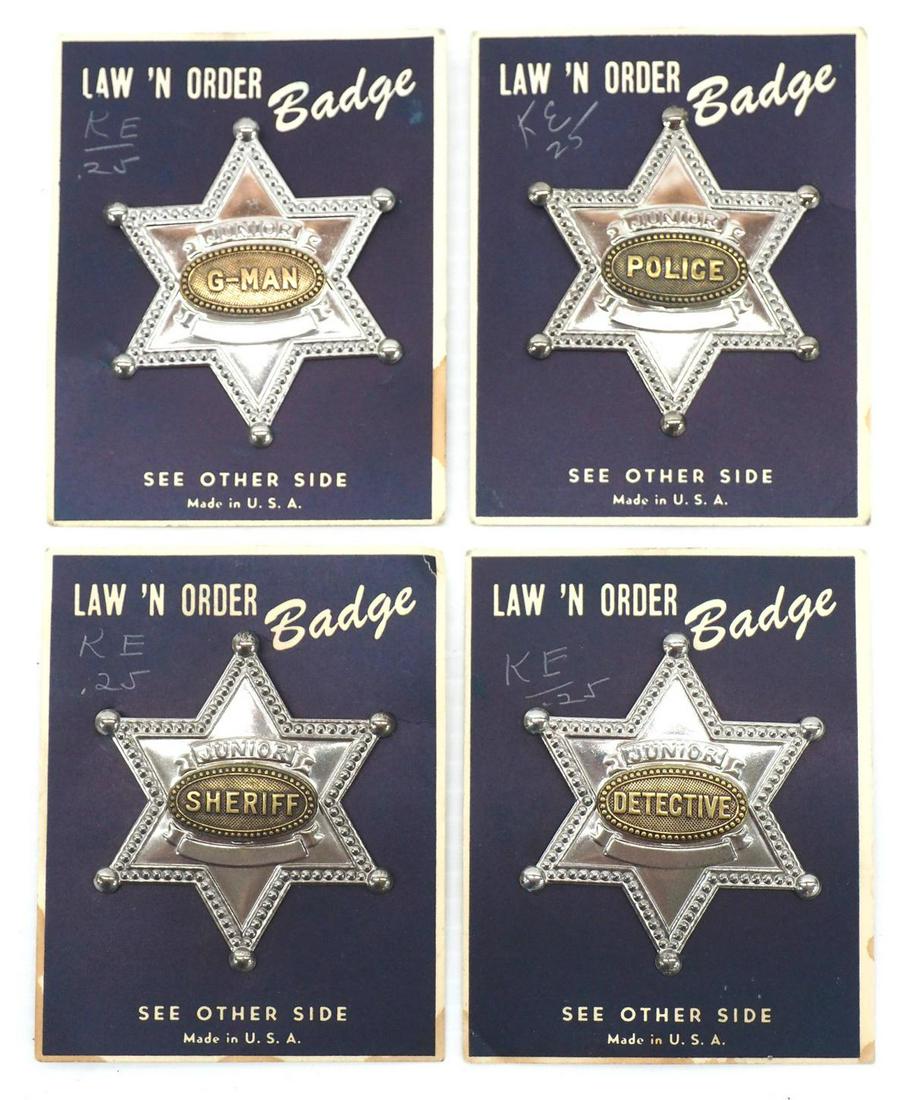 LAW 'N ORDER Badge
KE
.25
JUNIOR
G-MAN
SEE OTHER SIDE
Made in U. S. A.
LAW 'N ORDER Badge
KE/
25
JUNIOR
POLICE
SEE OTHER SIDE
Made in U. S. A.
LAW 'N ORDER Badge
KE
.25
JUNIOR
SHERIFF
SEE OTHER SIDE
Made in U. S. A.
LAW 'N ORDER Badge
KE
.25
JUNIOR
DETECTIVE
SEE OTHER SIDE
Made in U. S. A.